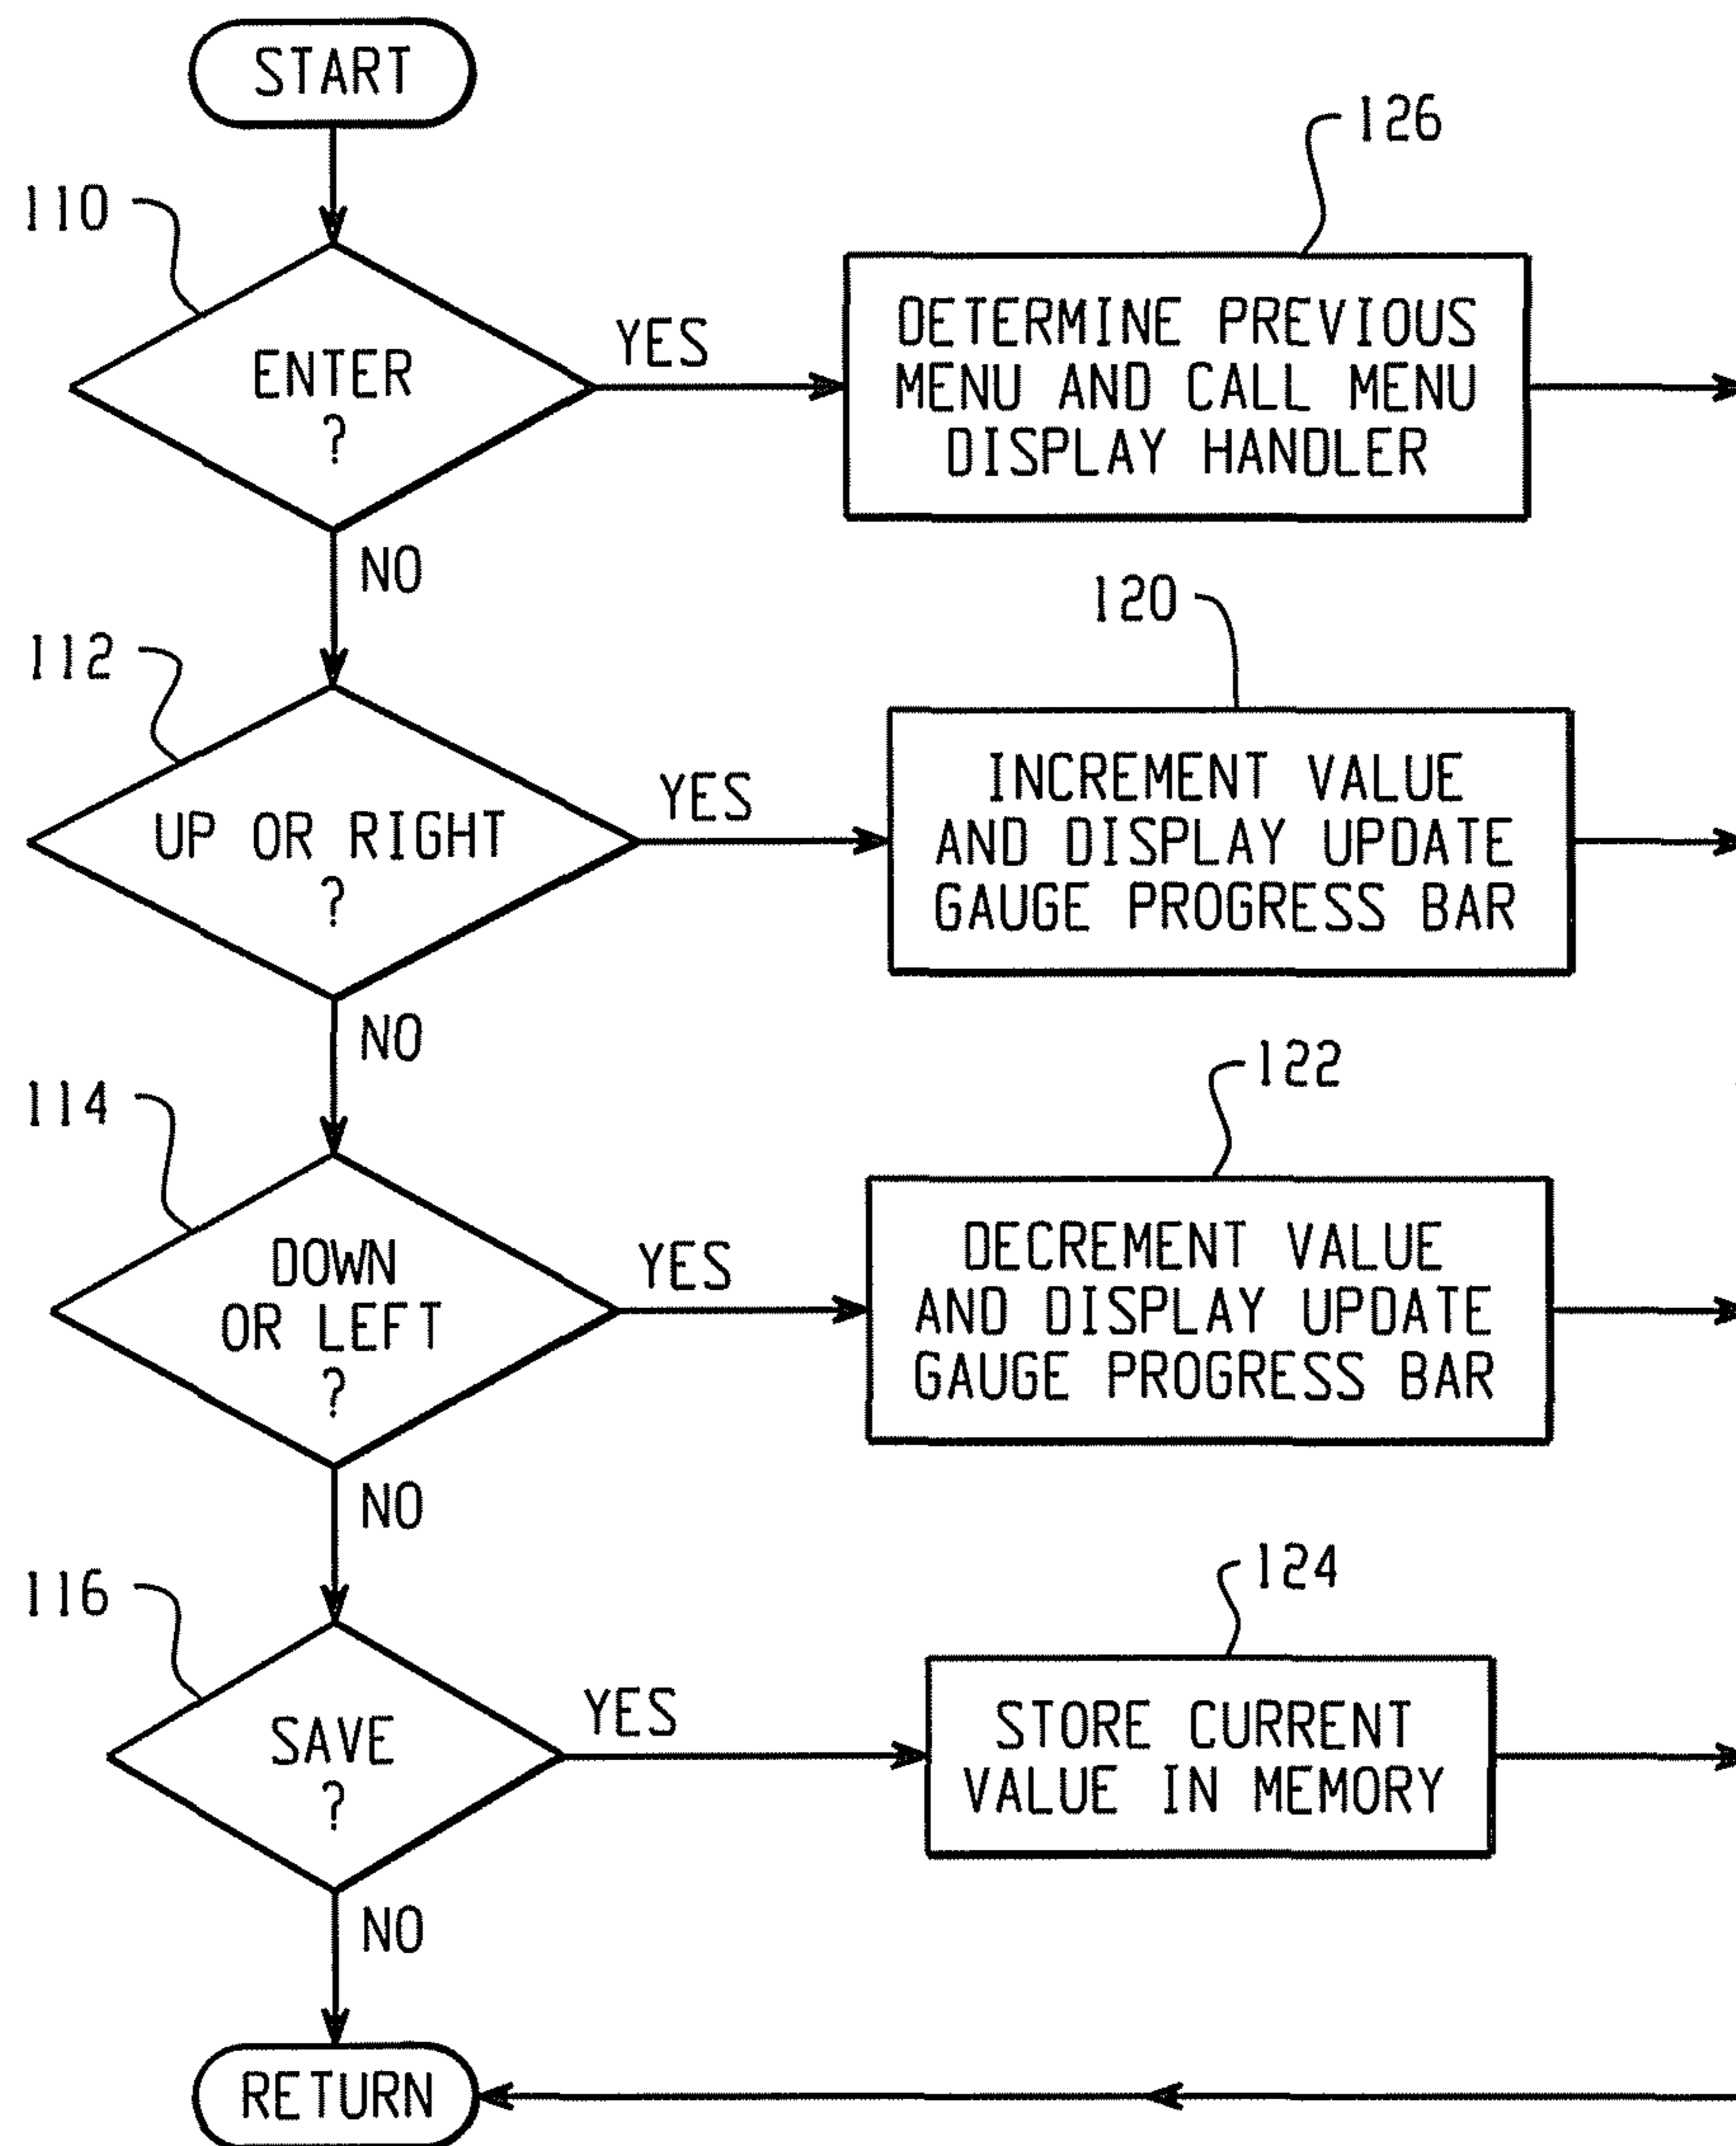 START
126
110
ENTER
?
YES
DETERMINE PREVIOUS
MENU AND CALL MENU
DISPLAY HANDLER
NO
120
112
UP OR RIGHT
?
YES
INCREMENT VALUE
AND DISPLAY UPDATE
GAUGE PROGRESS BAR
NO
122
114
DOWN
OR LEFT
?
YES
DECREMENT VALUE
AND DISPLAY UPDATE
GAUGE PROGRESS BAR
NO
124
116
SAVE
?
YES
STORE CURRENT
VALUE IN MEMORY
NO
RETURN